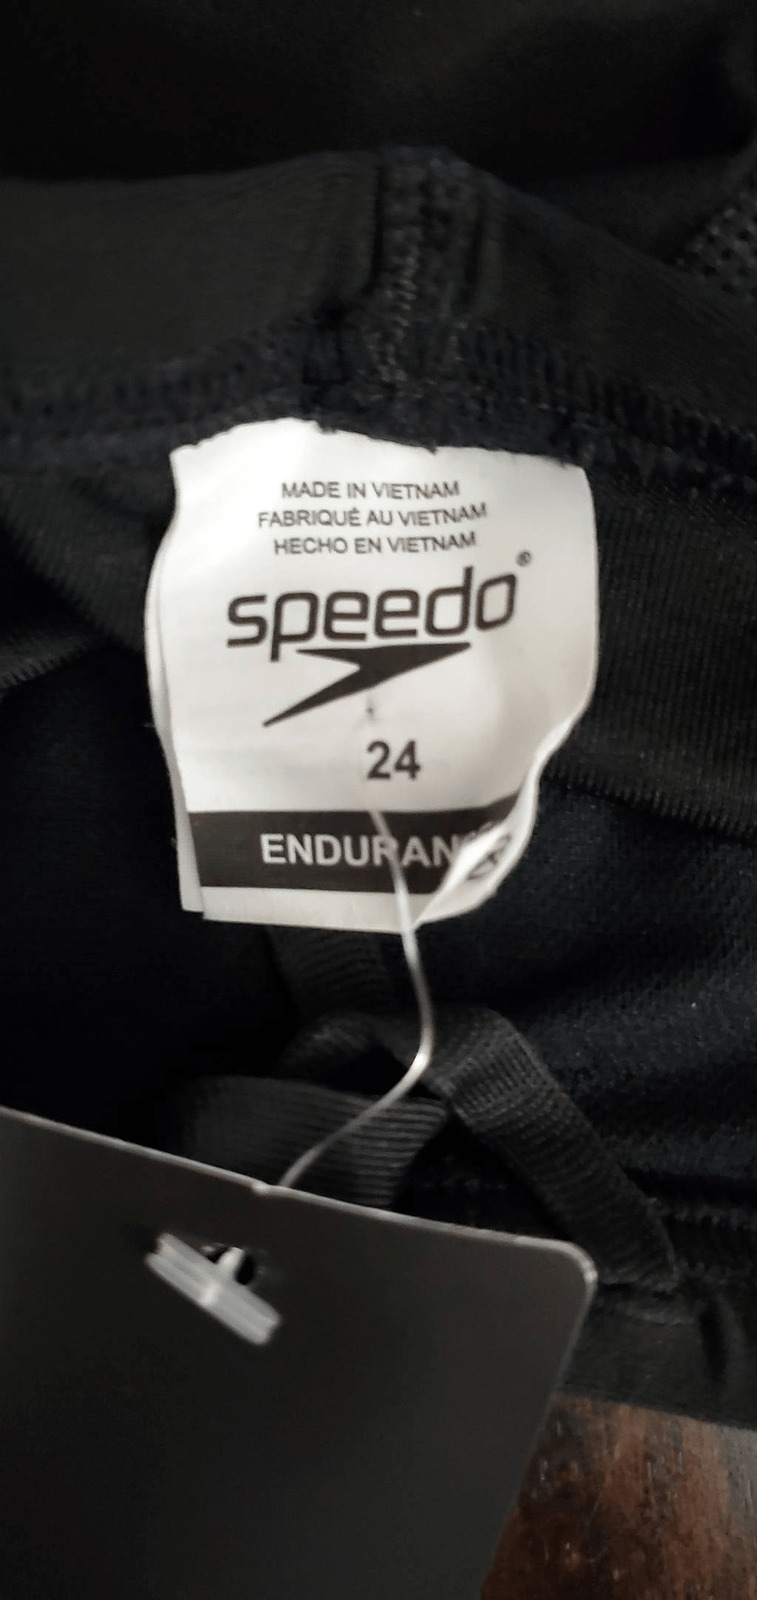 MADE IN VIETNAM
FABRIQUÉ AU VIETNAM
HECHO EN VIETNAM
speedo®
24